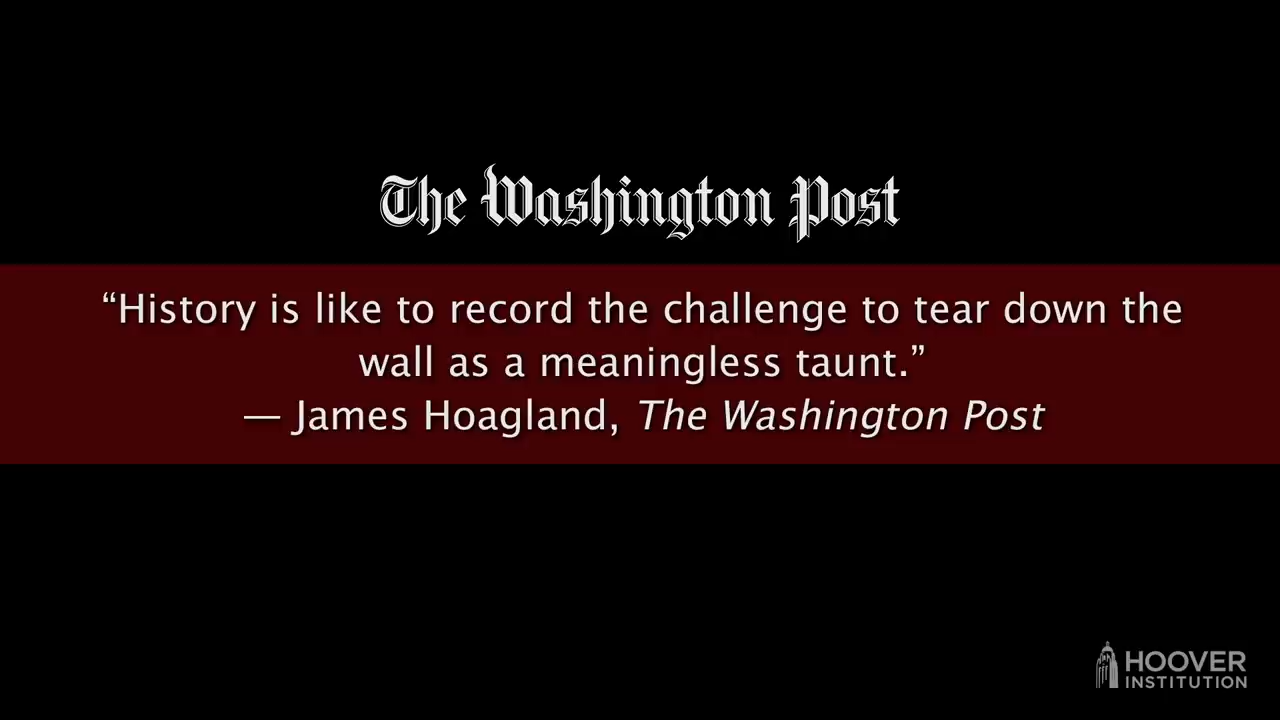 The Washington Post
“History is like to record the challenge to tear down the
wall as a meaningless taunt.”
— James Hoagland, The Washington Post
HOOVER
INSTITUTION